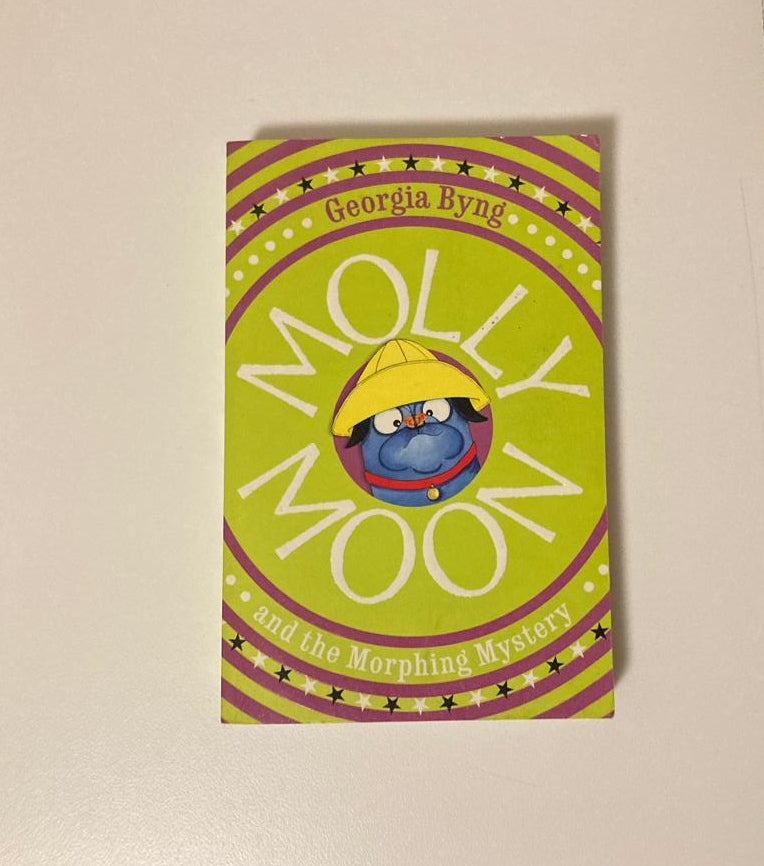 Georgia Byng
MOLLY
MOON
and the Morphing Mystery